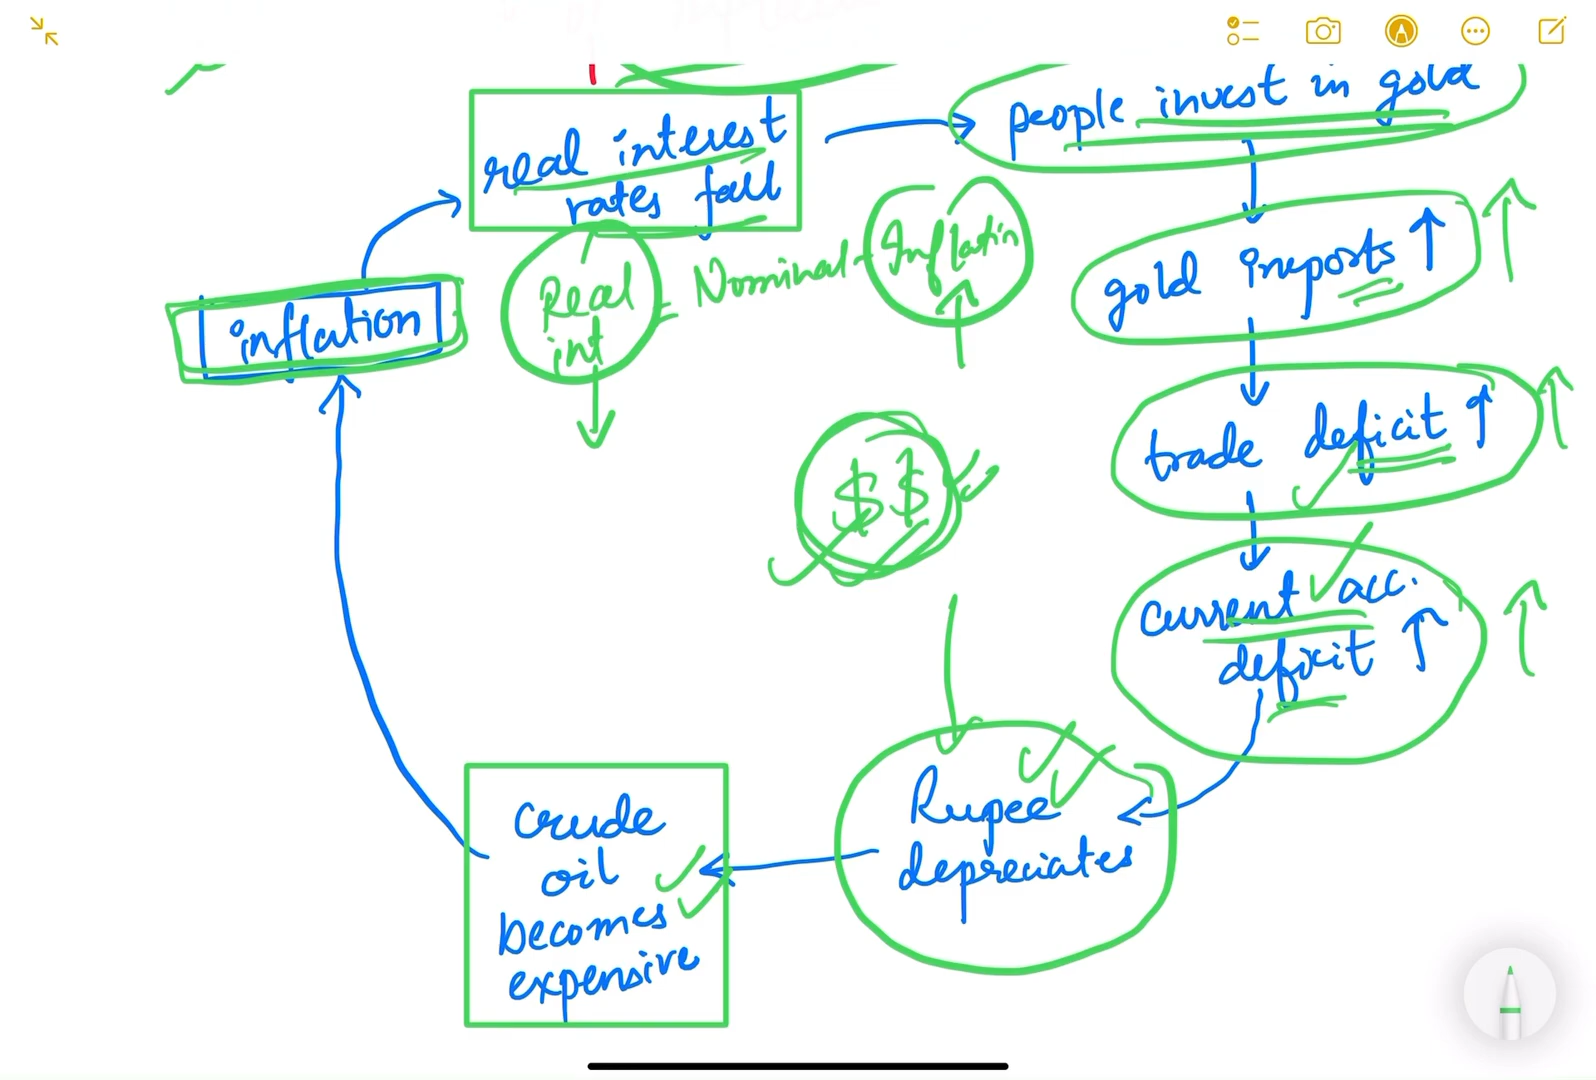 real interest
rates fall
people invest in gold
Real
int
= Nominal - Inflatin ↑
↓
gold imports ↑
↑
inflation
trade deficit ↑
↑
$ $
current acc.
deficit ↑
↑
Rupee
depreciates
crude
oil
becomes
expensive